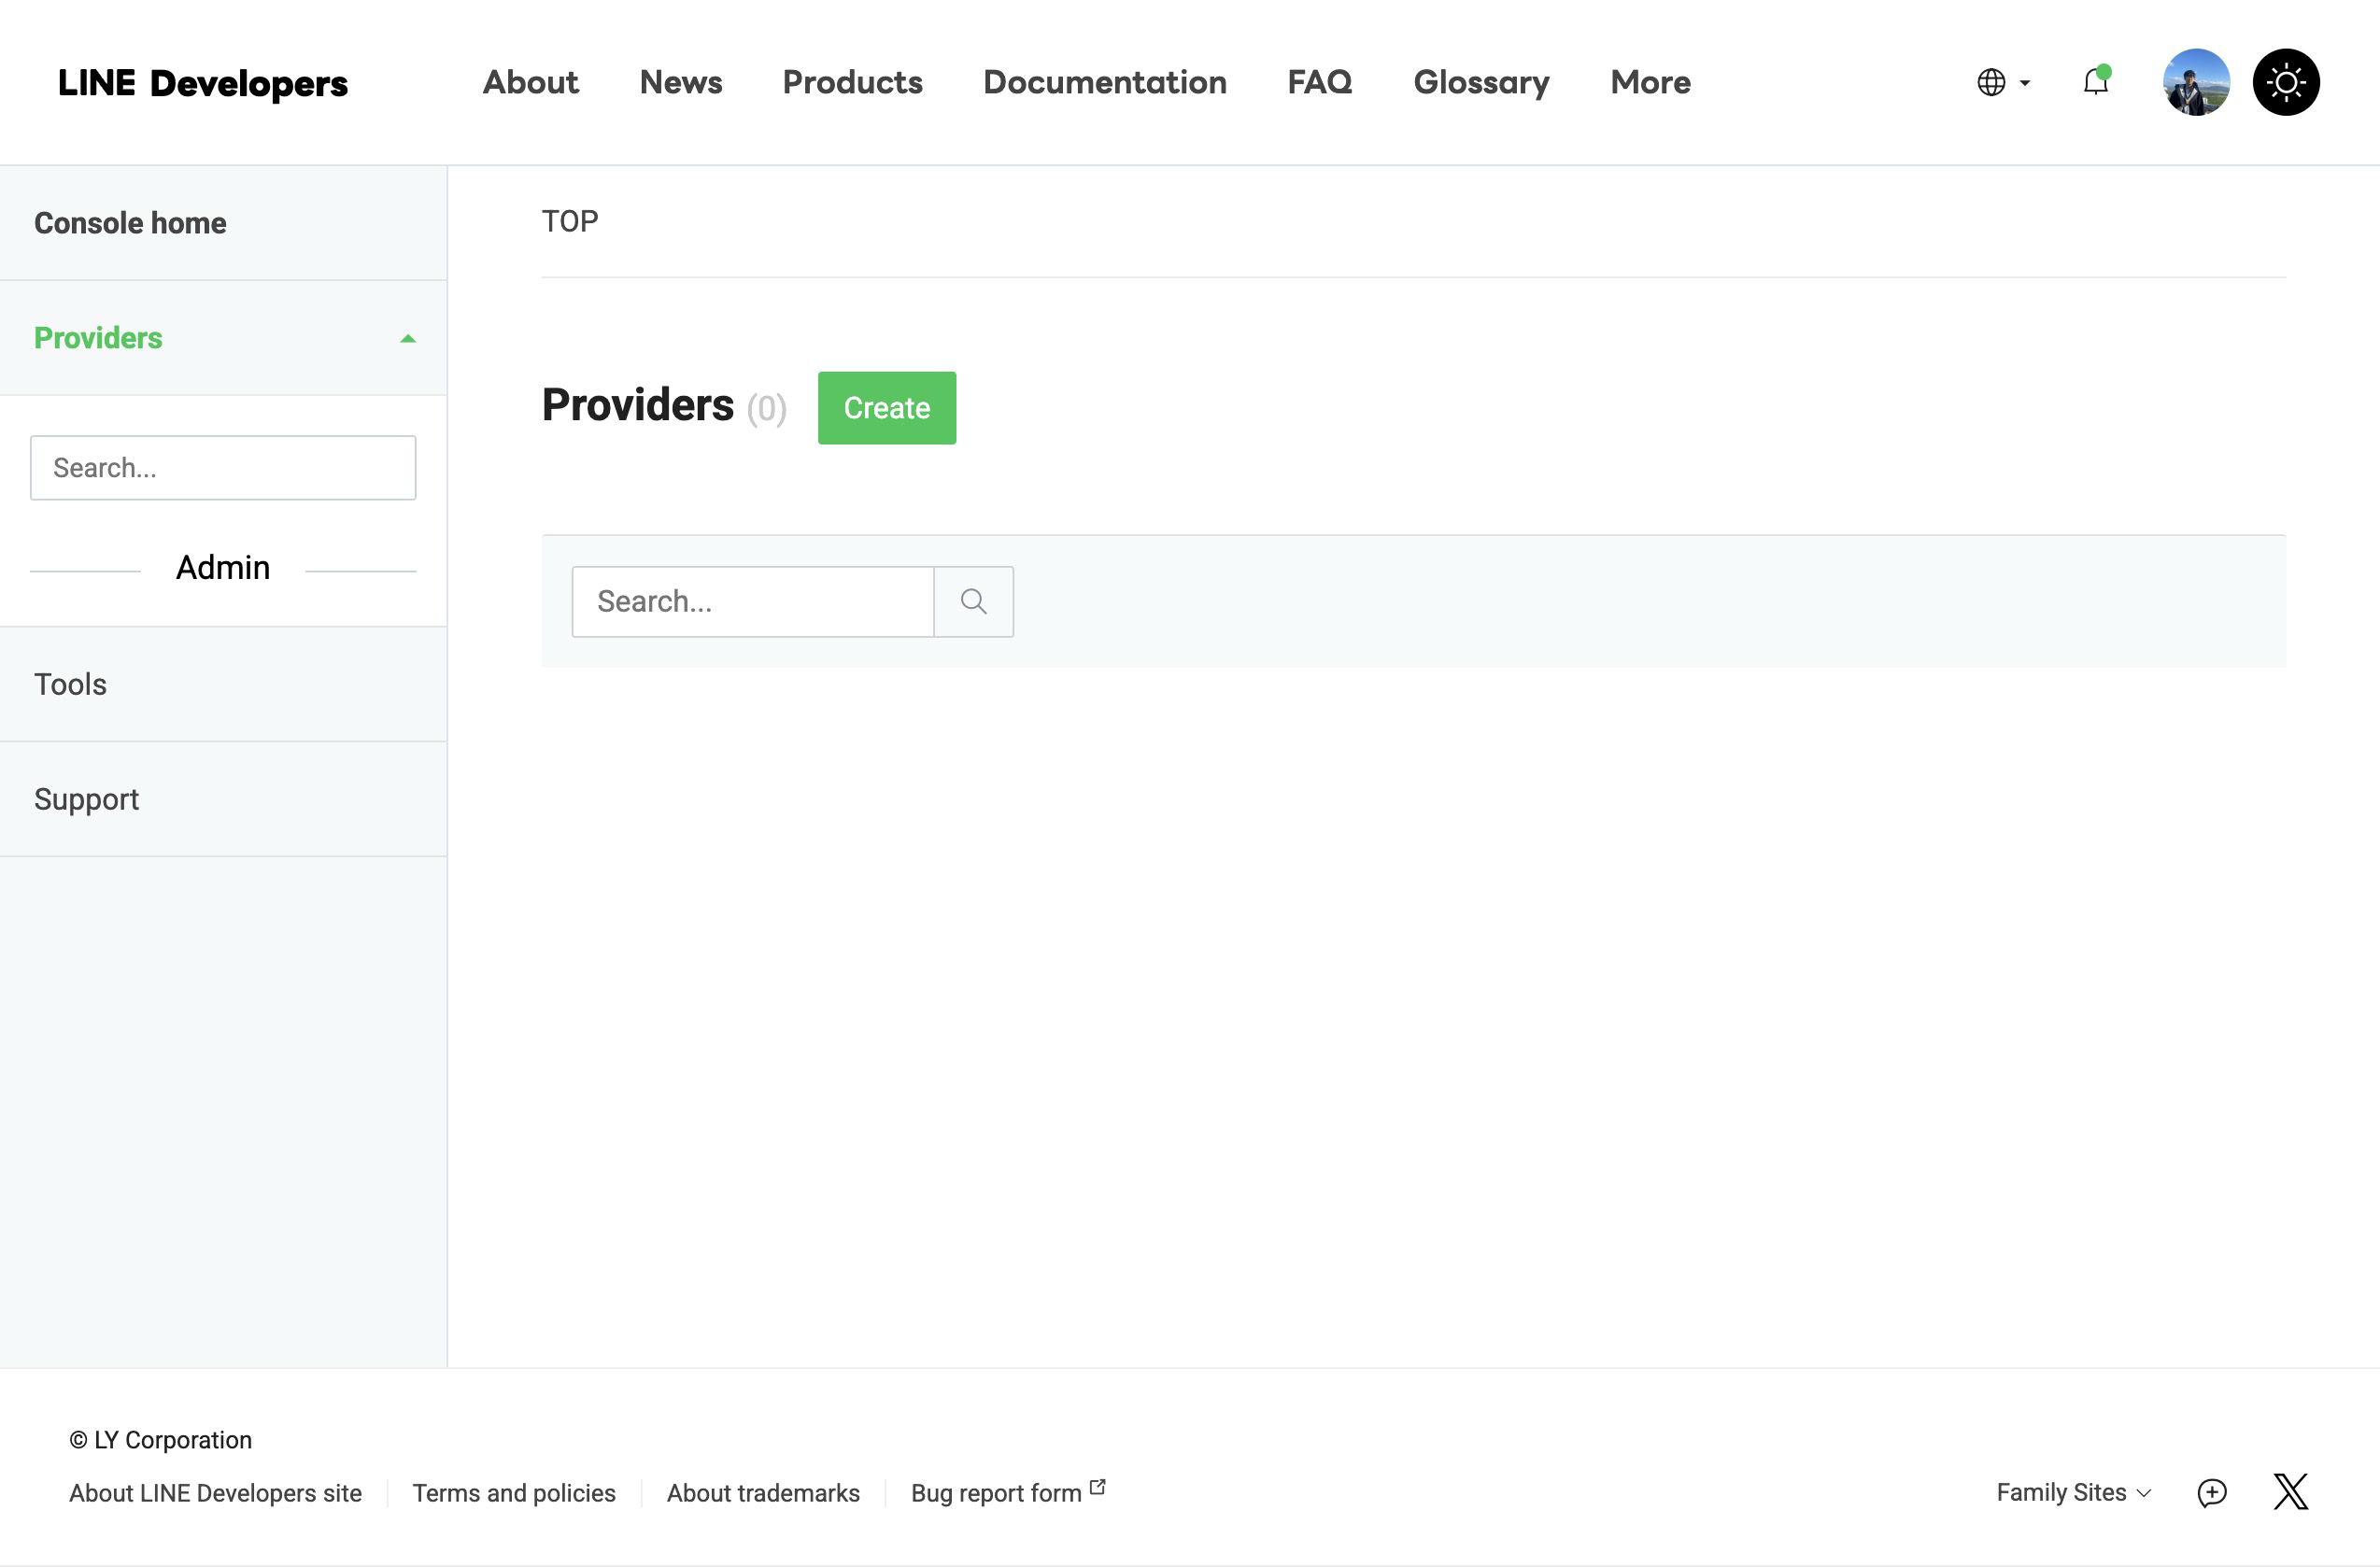 LINE Developers
About News Products Documentation FAQ Glossary More
Console home
Providers
Search...
Admin
Tools
Support
TOP
Providers (0) Create
Search...
© LY Corporation
About LINE Developers site Terms and policies About trademarks Bug report form
Family Sites